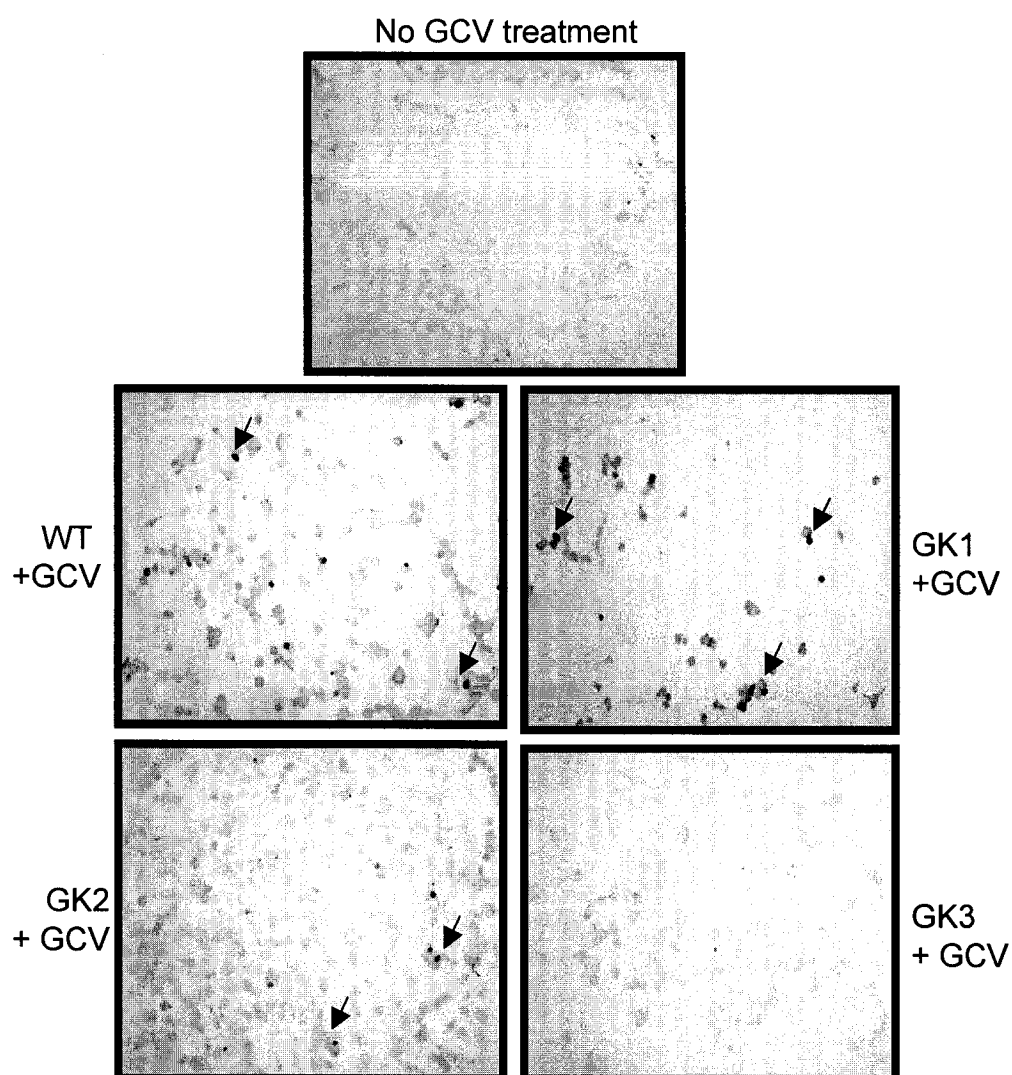 No GCV treatment
WT
+GCV
GK1
+GCV
GK2
+ GCV
GK3
+ GCV